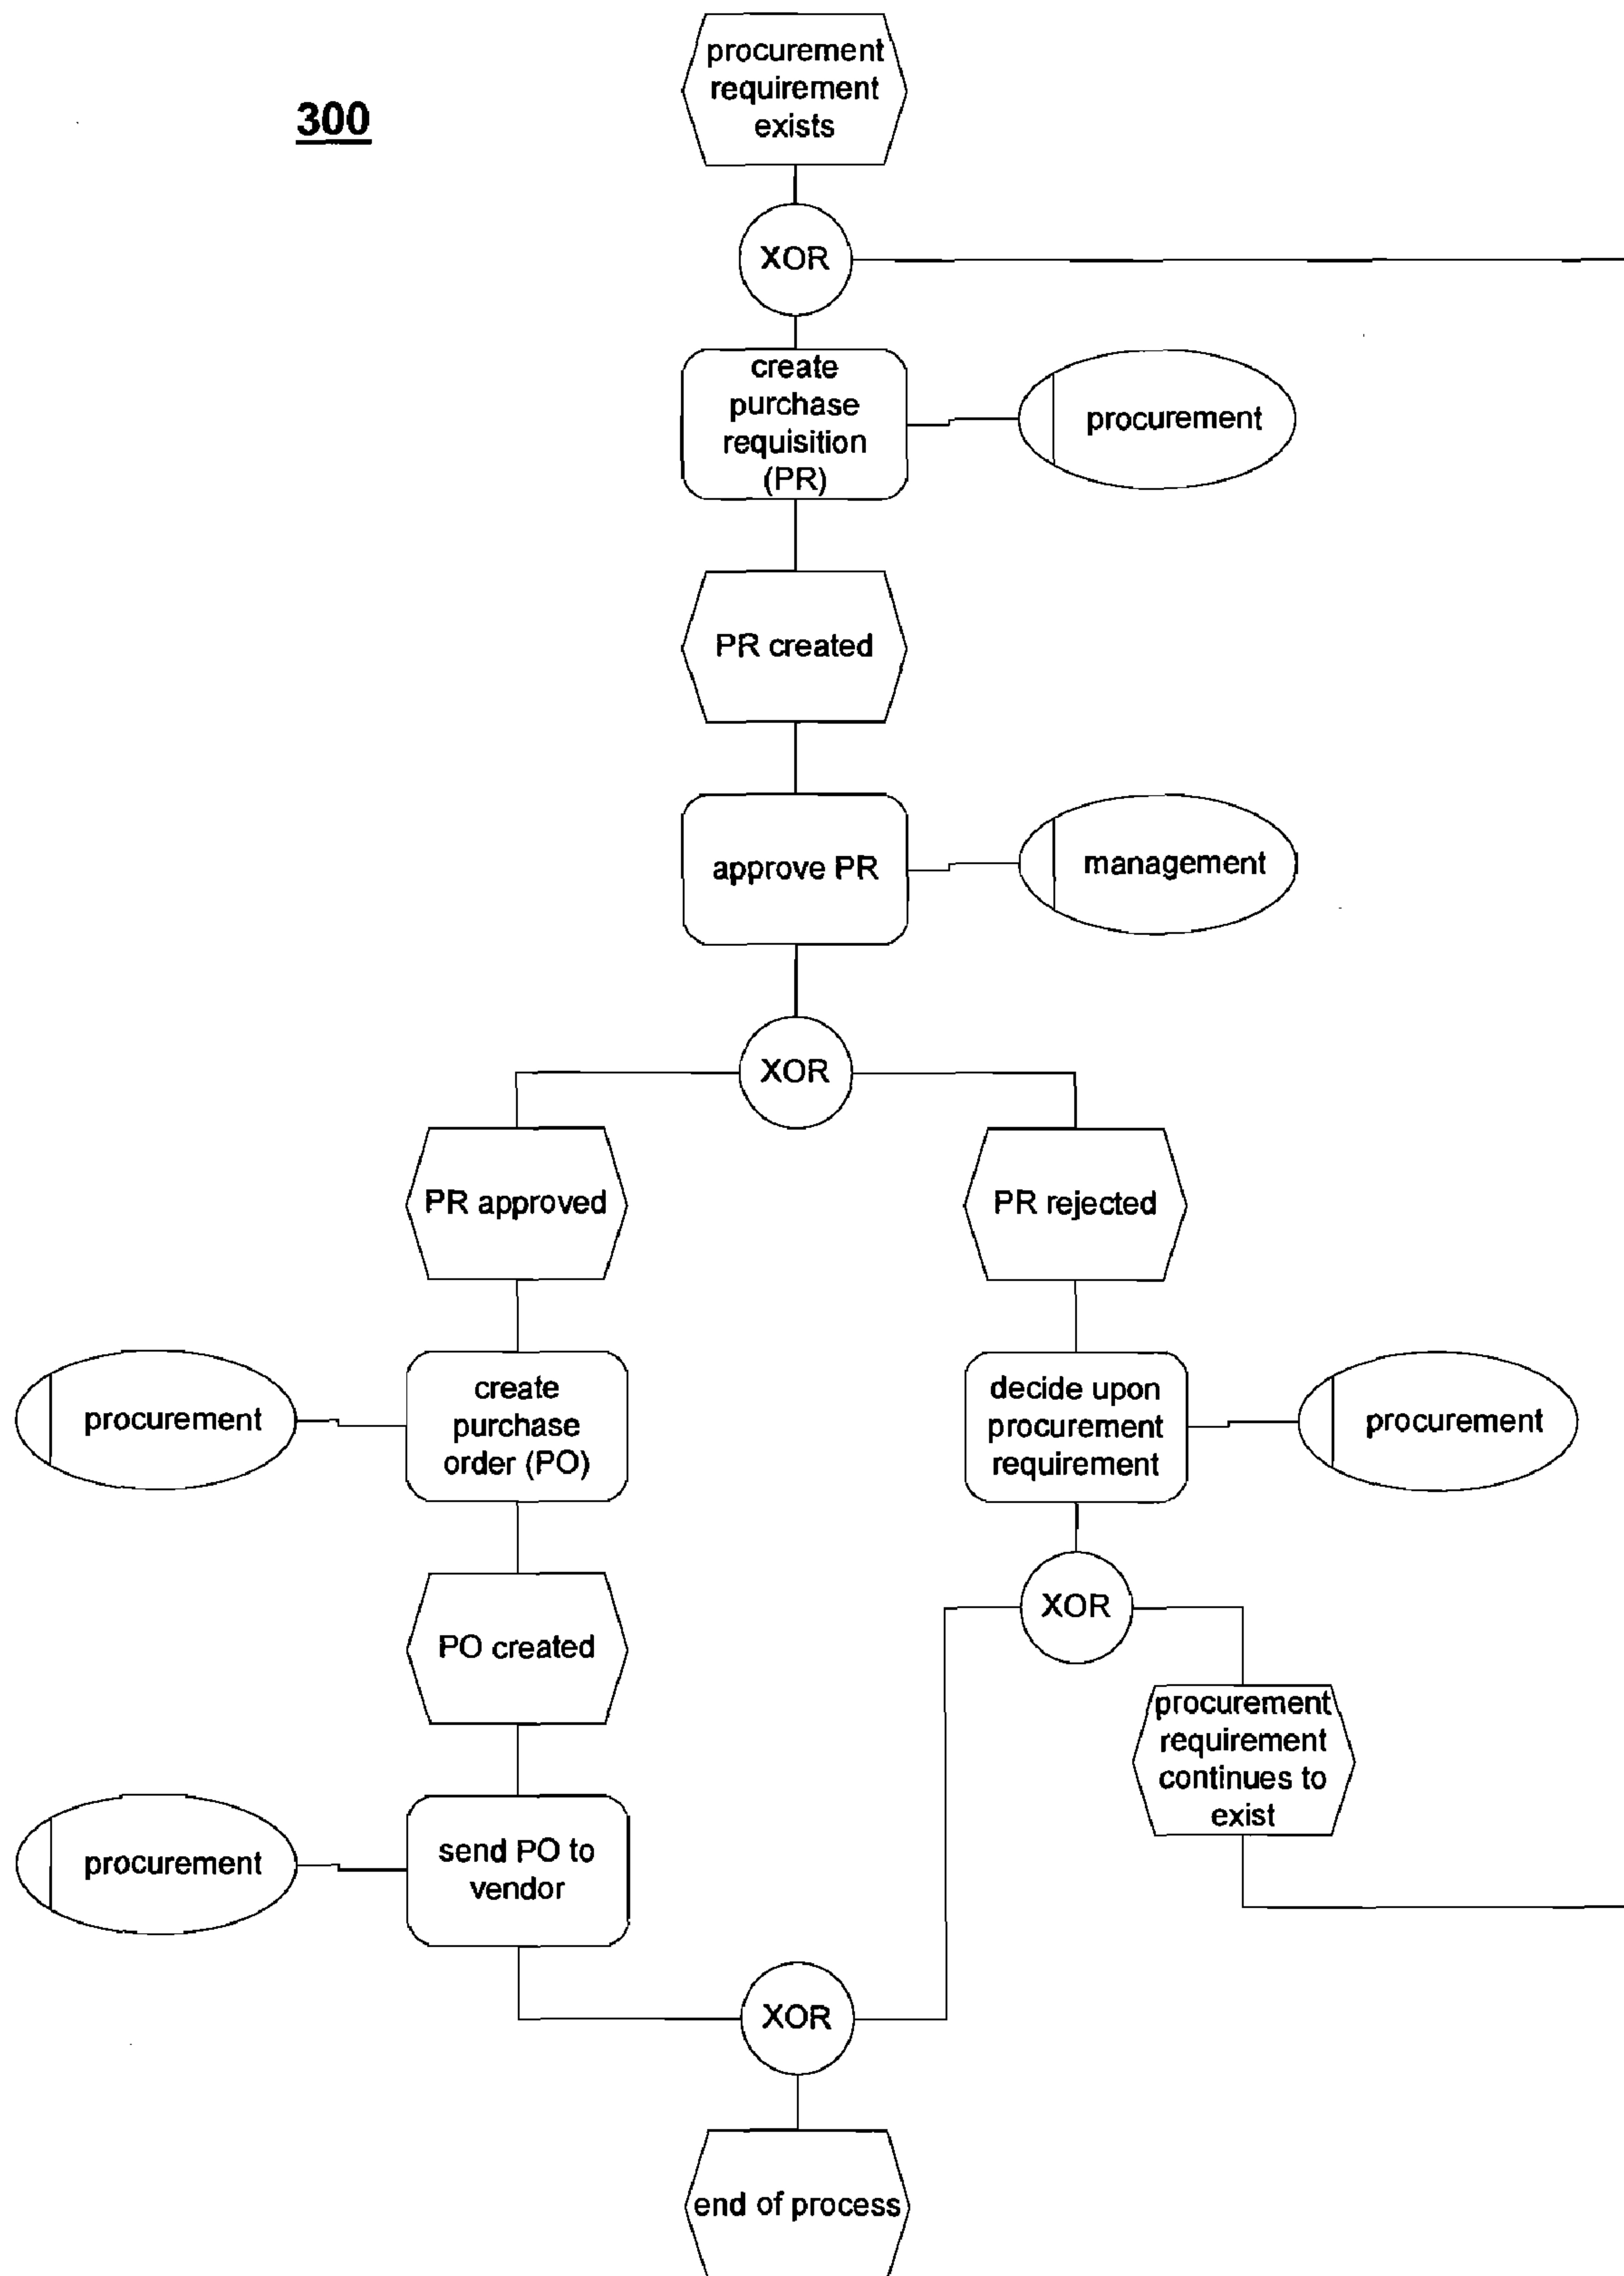 procurement
requirement
exists
300
XOR
create
purchase
requisition
(PR)
procurement
PR created
approve PR
management
XOR
PR approved
PR rejected
procurement
create
purchase
order (PO)
decide upon
procurement
requirement
procurement
XOR
PO created
procurement
requirement
continues to
exist
procurement
send PO to
vendor
XOR
end of process